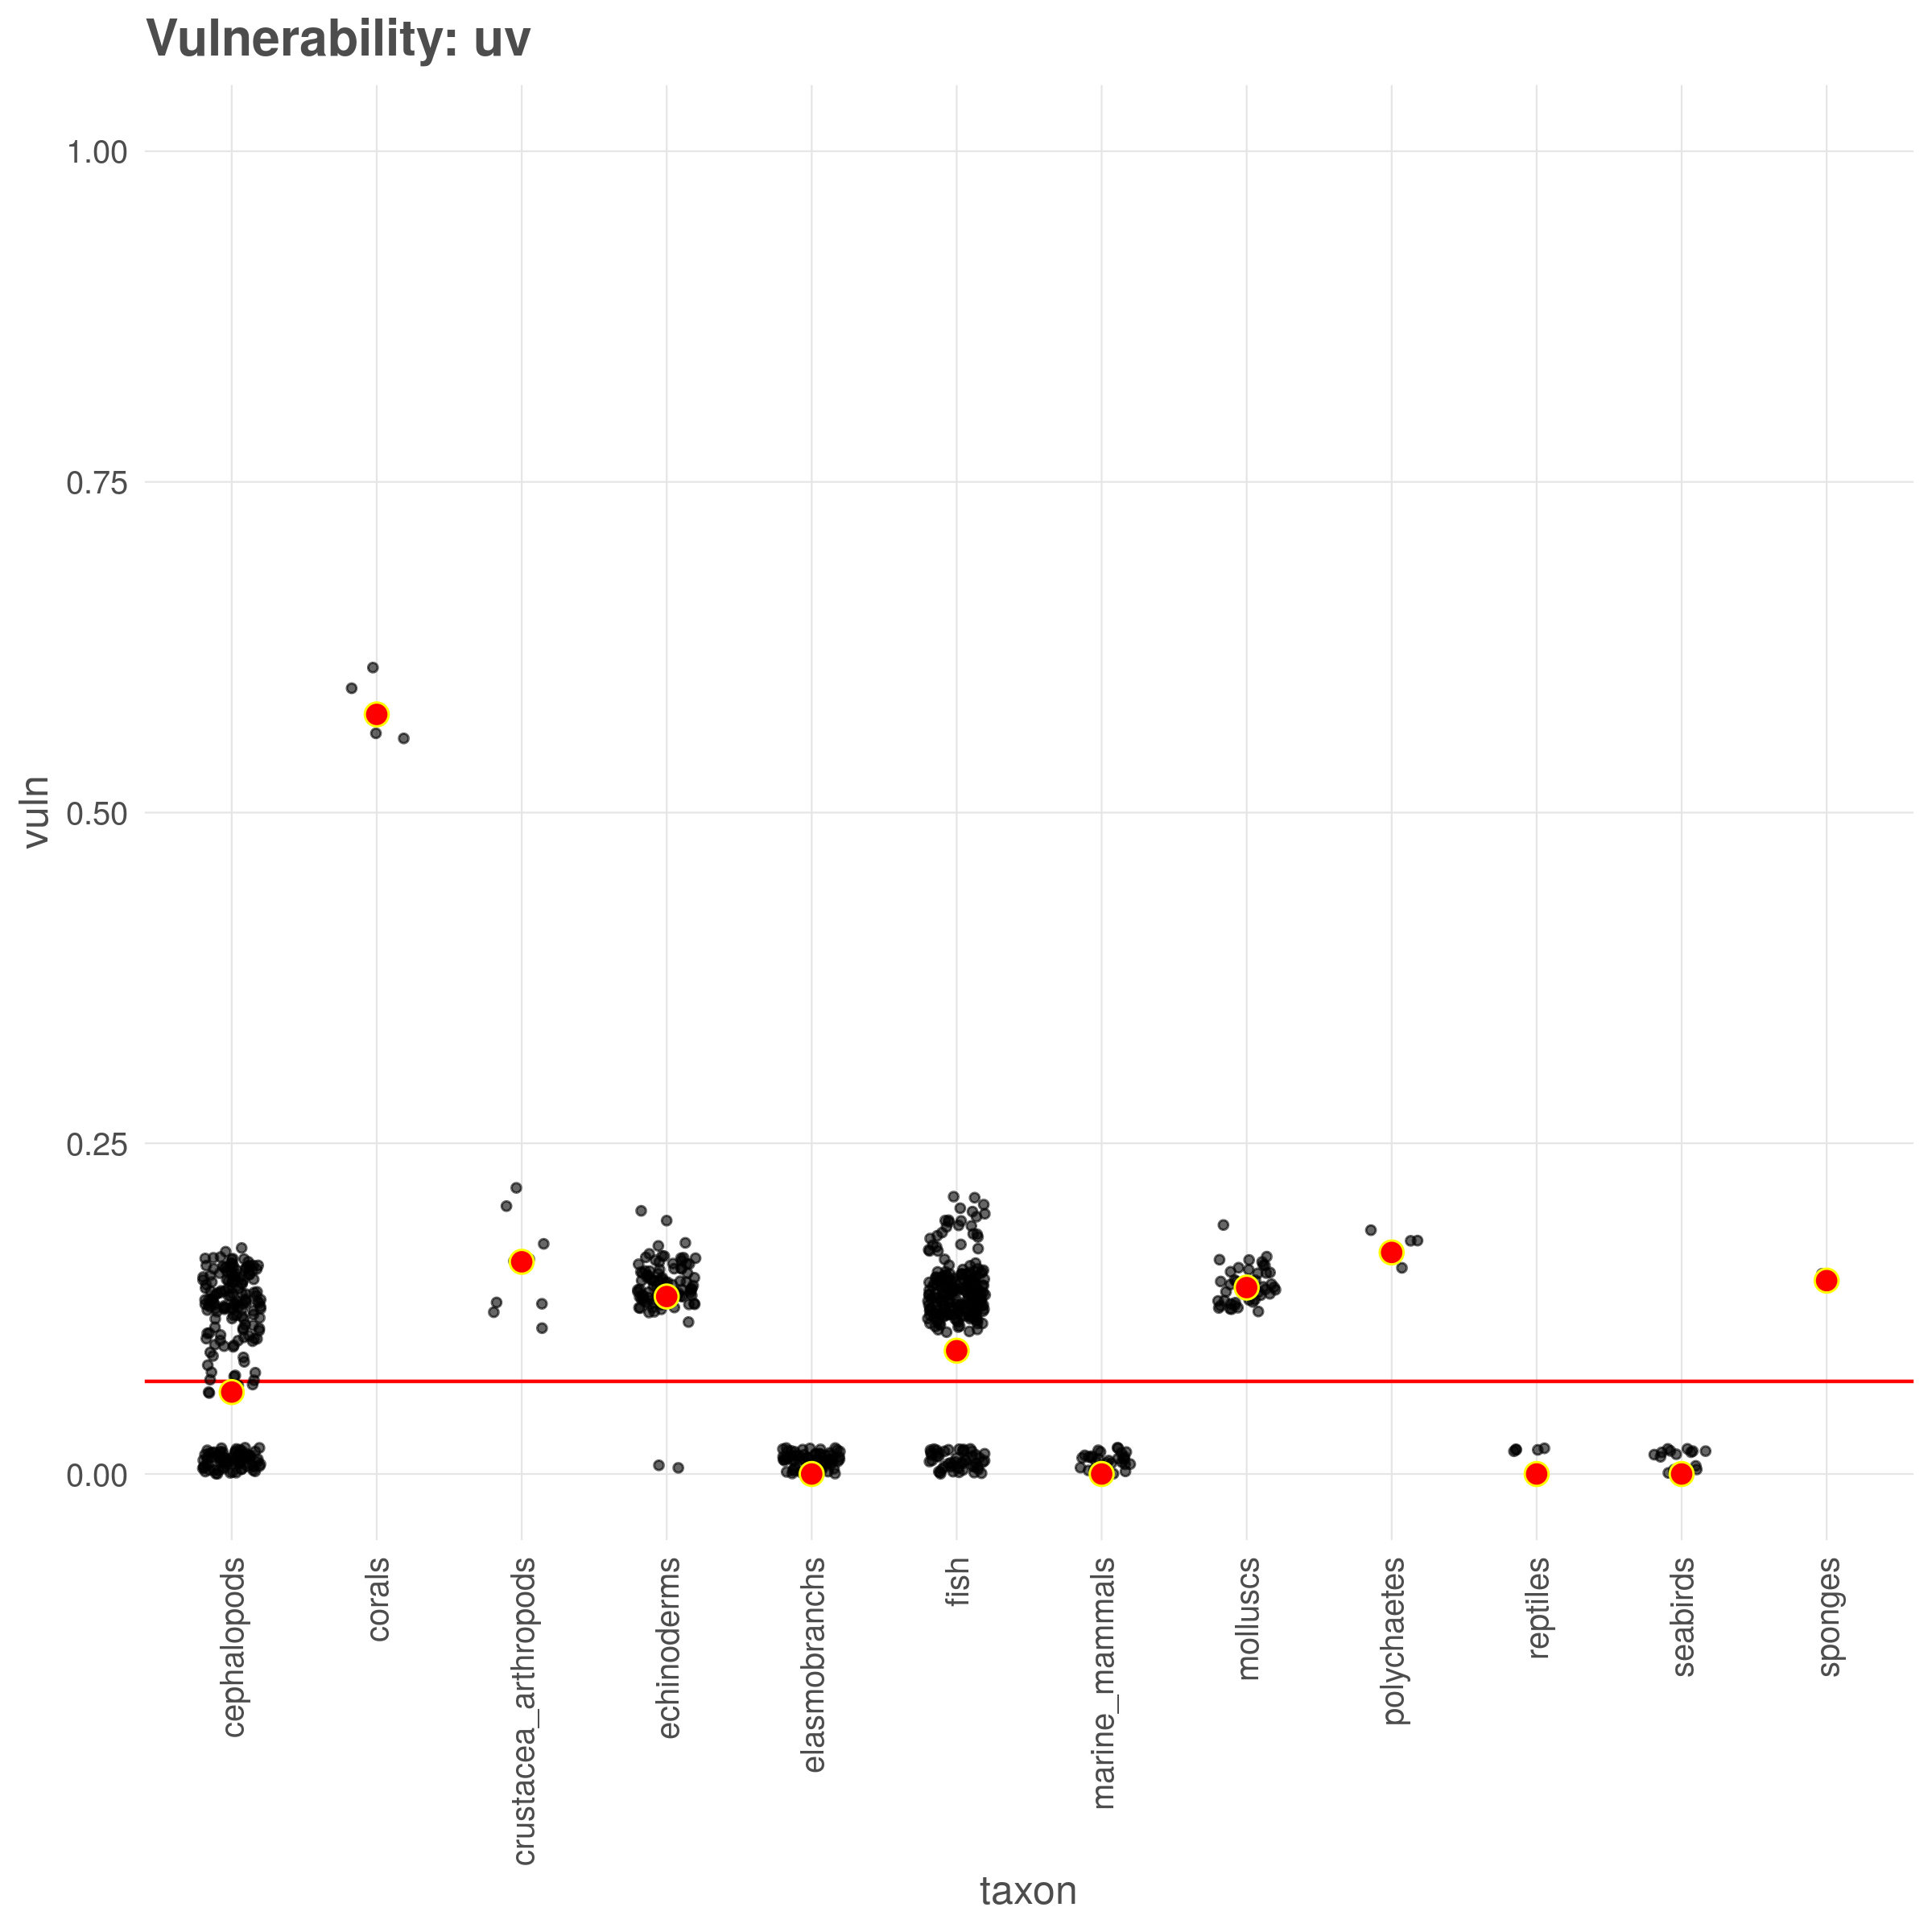 Vulnerability: uv
1.00
0.75
0.50
0.25
0.00
vuln
cephalopods
corals
crustacea_arthropods
echinoderms
elasmobranchs
fish
marine_mammals
molluscs
polychaetes
reptiles
seabirds
sponges
taxon